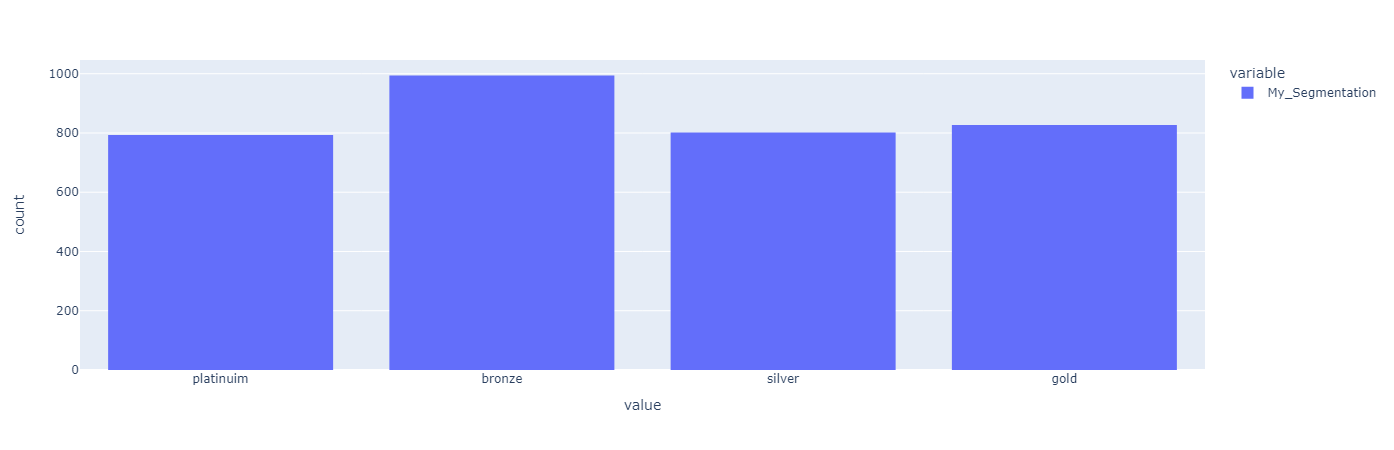 variable
My_Segmentation
1000
800
600
400
200
0
count
platinuim
bronze
silver
gold
value